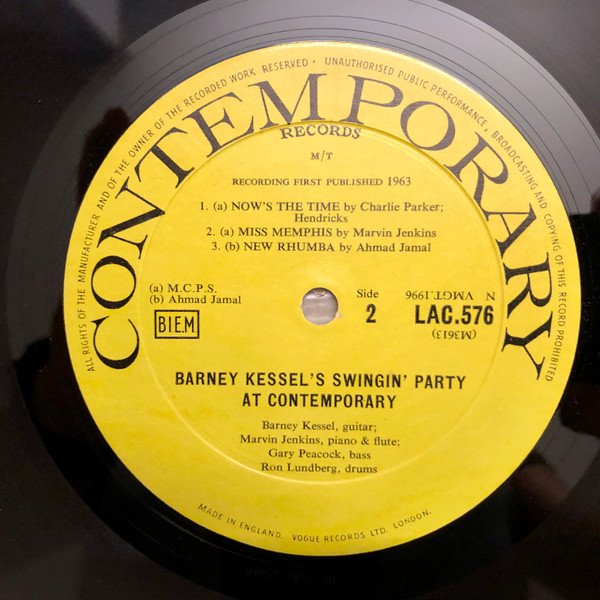 ALL RIGHTS OF THE MANUFACTURER AND OF THE OWNER OF THE RECORDED WORK RESERVED · UNAUTHORISED PUBLIC PERFORMANCE, BROADCASTING AND COPYING OF THIS RECORD PROHIBITED
CONTEMPORARY
RECORDS
M/T
RECORDING FIRST PUBLISHED 1963
1. (a) NOW'S THE TIME by Charlie Parker;
Hendricks
2. (a) MISS MEMPHIS by Marvin Jenkins
3. (b) NEW RHUMBA by Ahmad Jamal
(a) M.C.P.S.
(b) Ahmad Jamal
BIEM
Side
2
N VMGT.1996
LAC.576
(M3613)
BARNEY KESSEL'S SWINGIN' PARTY
AT CONTEMPORARY
Barney Kessel, guitar;
Marvin Jenkins, piano & flute;
Gary Peacock, bass
Ron Lundberg, drums
MADE IN ENGLAND. VOGUE RECORDS LTD. LONDON.